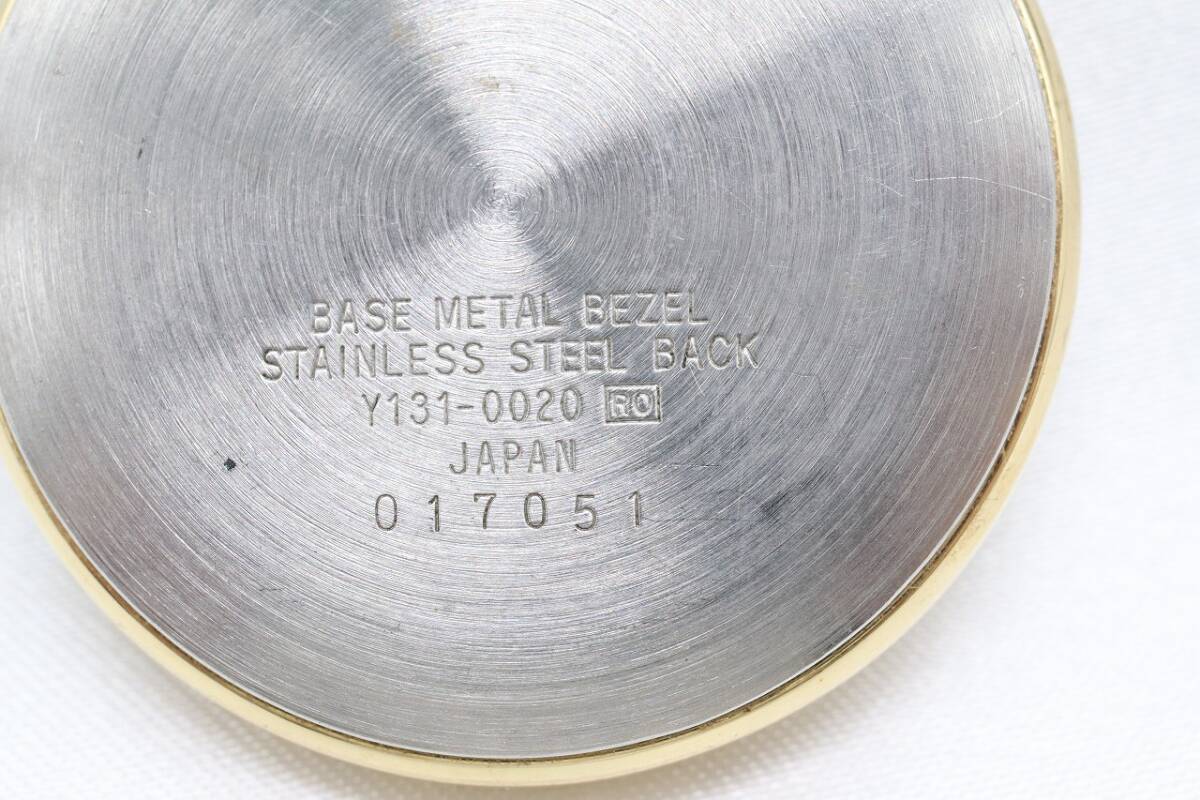 BASE METAL BEZEL
STAINLESS STEEL BACK
Y131-0020 RO
JAPAN
017051